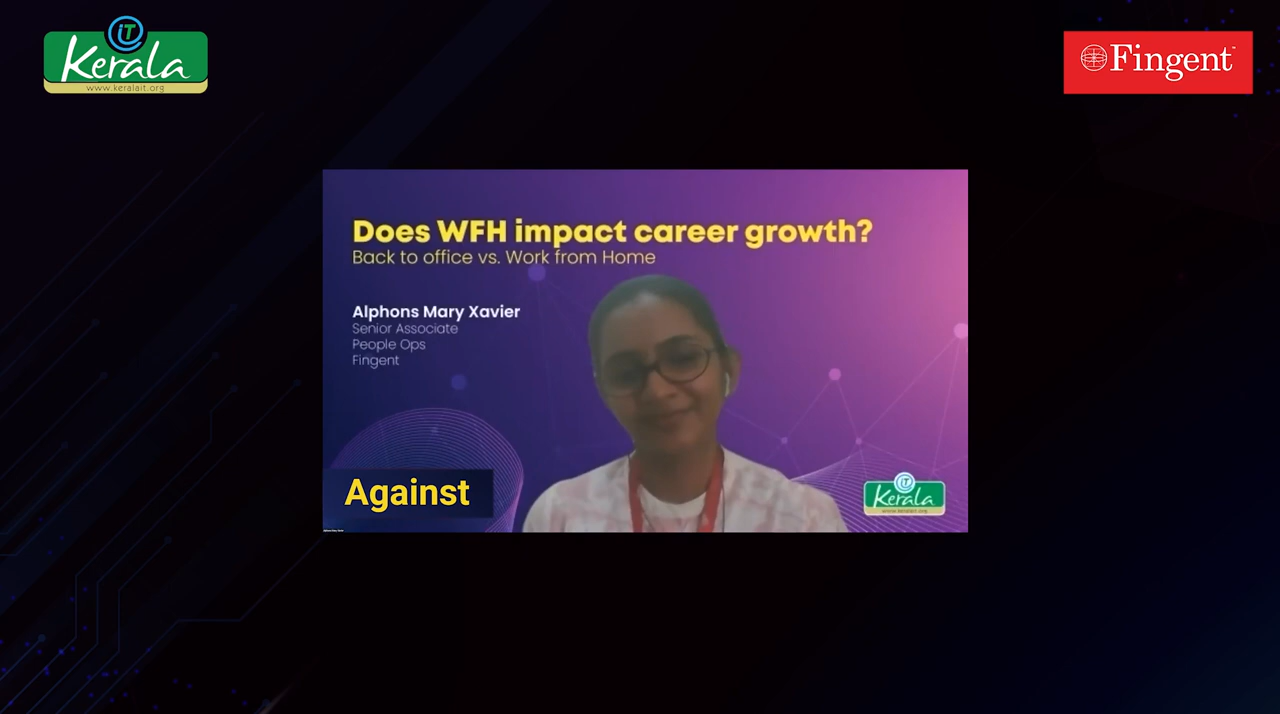 iT
Kerala
www.keralait.org
Fingent
Does WFH impact career growth?
Back to office vs. Work from Home
Alphons Mary Xavier
Senior Associate
People Ops
Fingent
Against
iT
Kerala
www.keralait.org